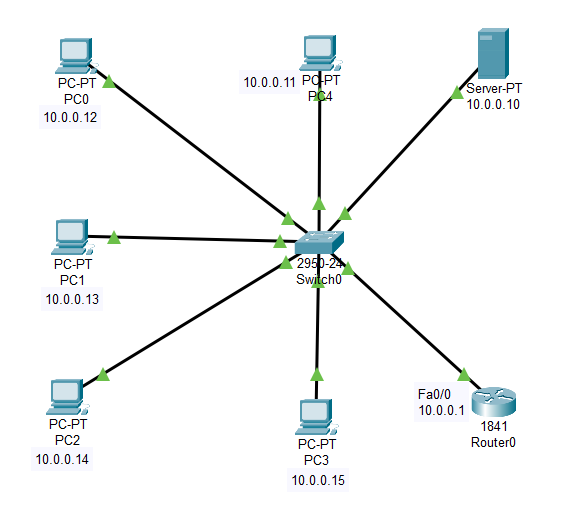 PC-PT
PC0
10.0.0.12
10.0.0.11
PC-PT
PC4
Server-PT
10.0.0.10
PC-PT
PC1
10.0.0.13
2950-24
Switch0
PC-PT
PC2
10.0.0.14
PC-PT
PC3
10.0.0.15
Fa0/0
10.0.0.1
1841
Router0